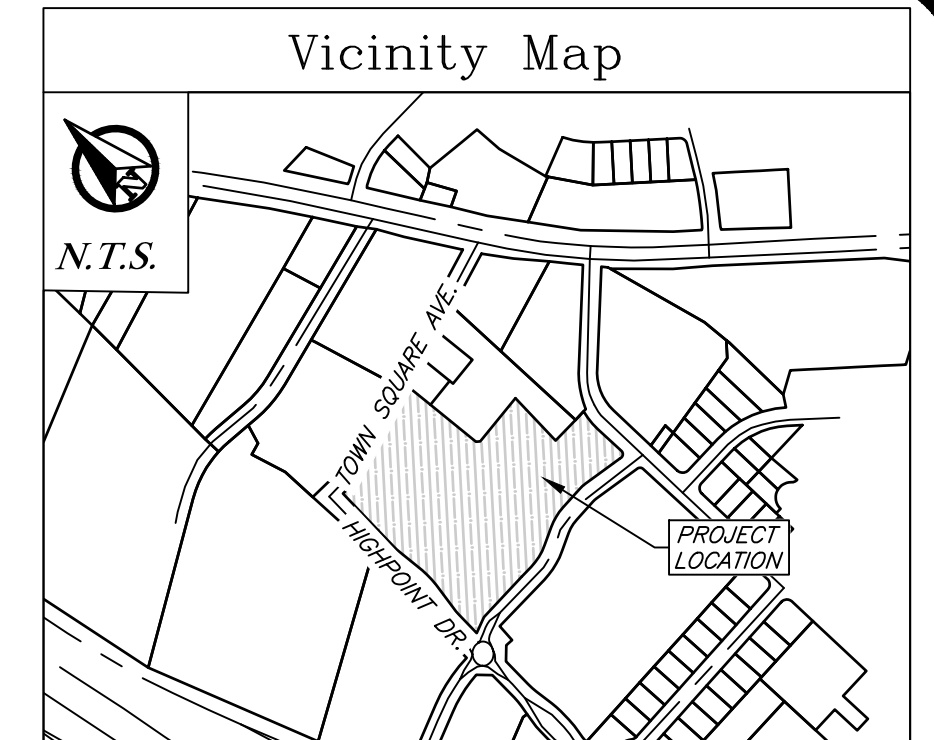 Vicinity Map
N
N.T.S.
TOWN SQUARE AVE.
HIGHPOINT DR.
PROJECT
LOCATION